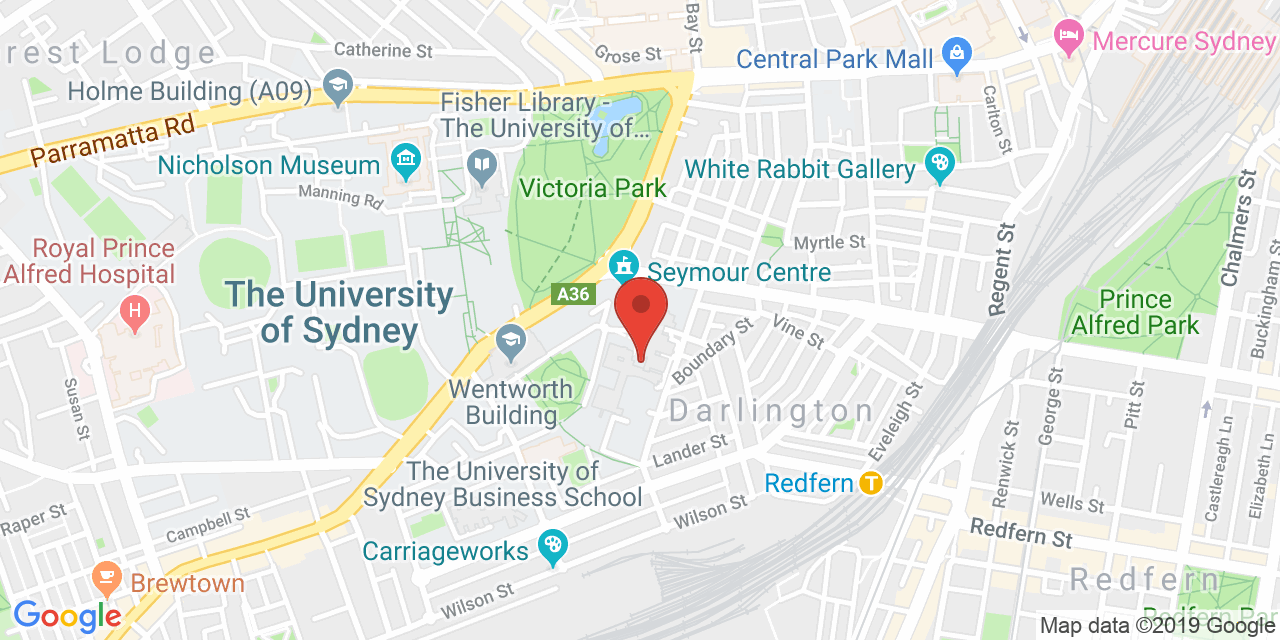 rest Lodge
Catherine St
Grose St
Bay St
Central Park Mall
Mercure Sydney
Holme Building (A09)
Fisher Library -
The University of...
Carlton St
Parramatta Rd
Nicholson Museum
Manning Rd
Victoria Park
White Rabbit Gallery
Chalmers St
Royal Prince
Alfred Hospital
H
The University
of Sydney
Myrtle St
Seymour Centre
A36
Regent St
Buckingham St
Prince
Alfred Park
Vine St
Boundary St
Wentworth
Building
Susan St
Darlington
Eveleigh St
George St
Pitt St
Renwick St
Castlereagh Ln
Elizabeth Ln
Lander St
The University of
Sydney Business School
Redfern
T
Wells St
Raper St
Campbell St
Wilson St
Redfern St
Carriageworks
Brewtown
Wilson St
Redfern
Google
Redfern Par
Map data ©2019 Google